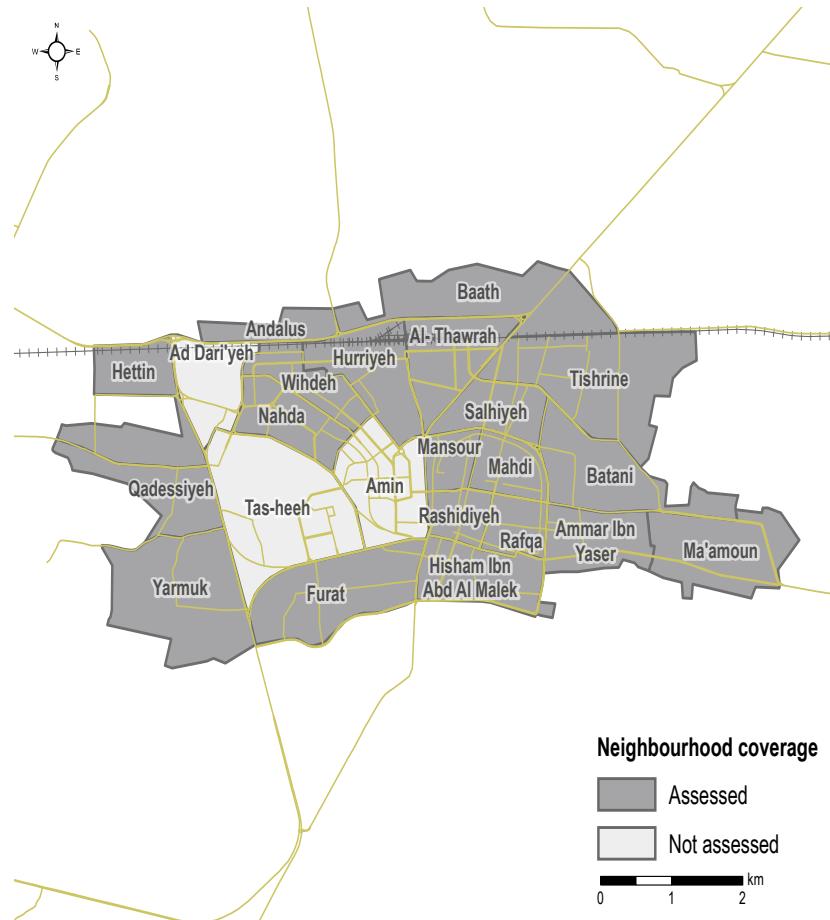 N
W
E
S
Baath
Andalus
Al- Thawrah
Ad Dari'yeh
Hurriyeh
Hettin
Wihdeh
Tishrine
Nahda
Salhiyeh
Mansour
Mahdi
Batani
Qadessiyeh
Amin
Tas-heeh
Rashidiyeh
Rafqa
Ammar Ibn
Yaser
Ma'amoun
Hisham Ibn
Abd Al Malek
Yarmuk
Furat
Neighbourhood coverage
Assessed
Not assessed
km
0 1 2